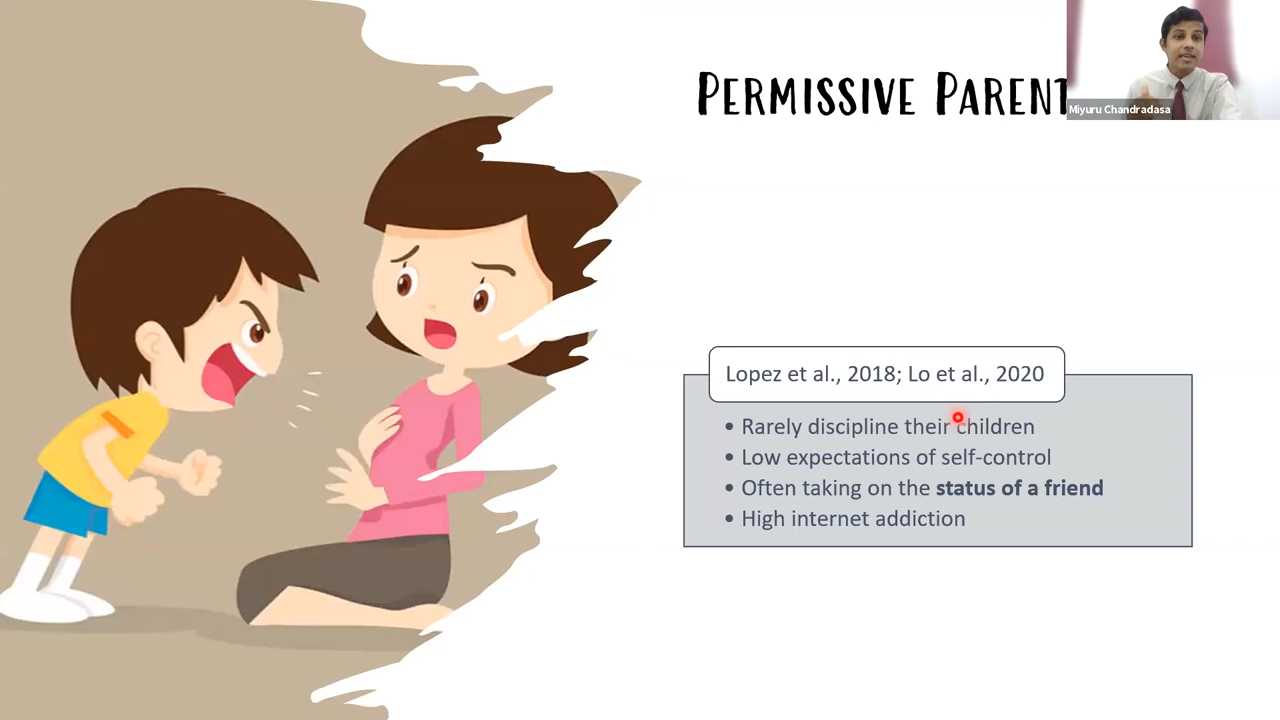 PERMISSIVE PARENT
Miyuru Chandradasa
Lopez et al., 2018; Lo et al., 2020
• Rarely discipline their children
• Low expectations of self-control
• Often taking on the status of a friend
• High internet addiction